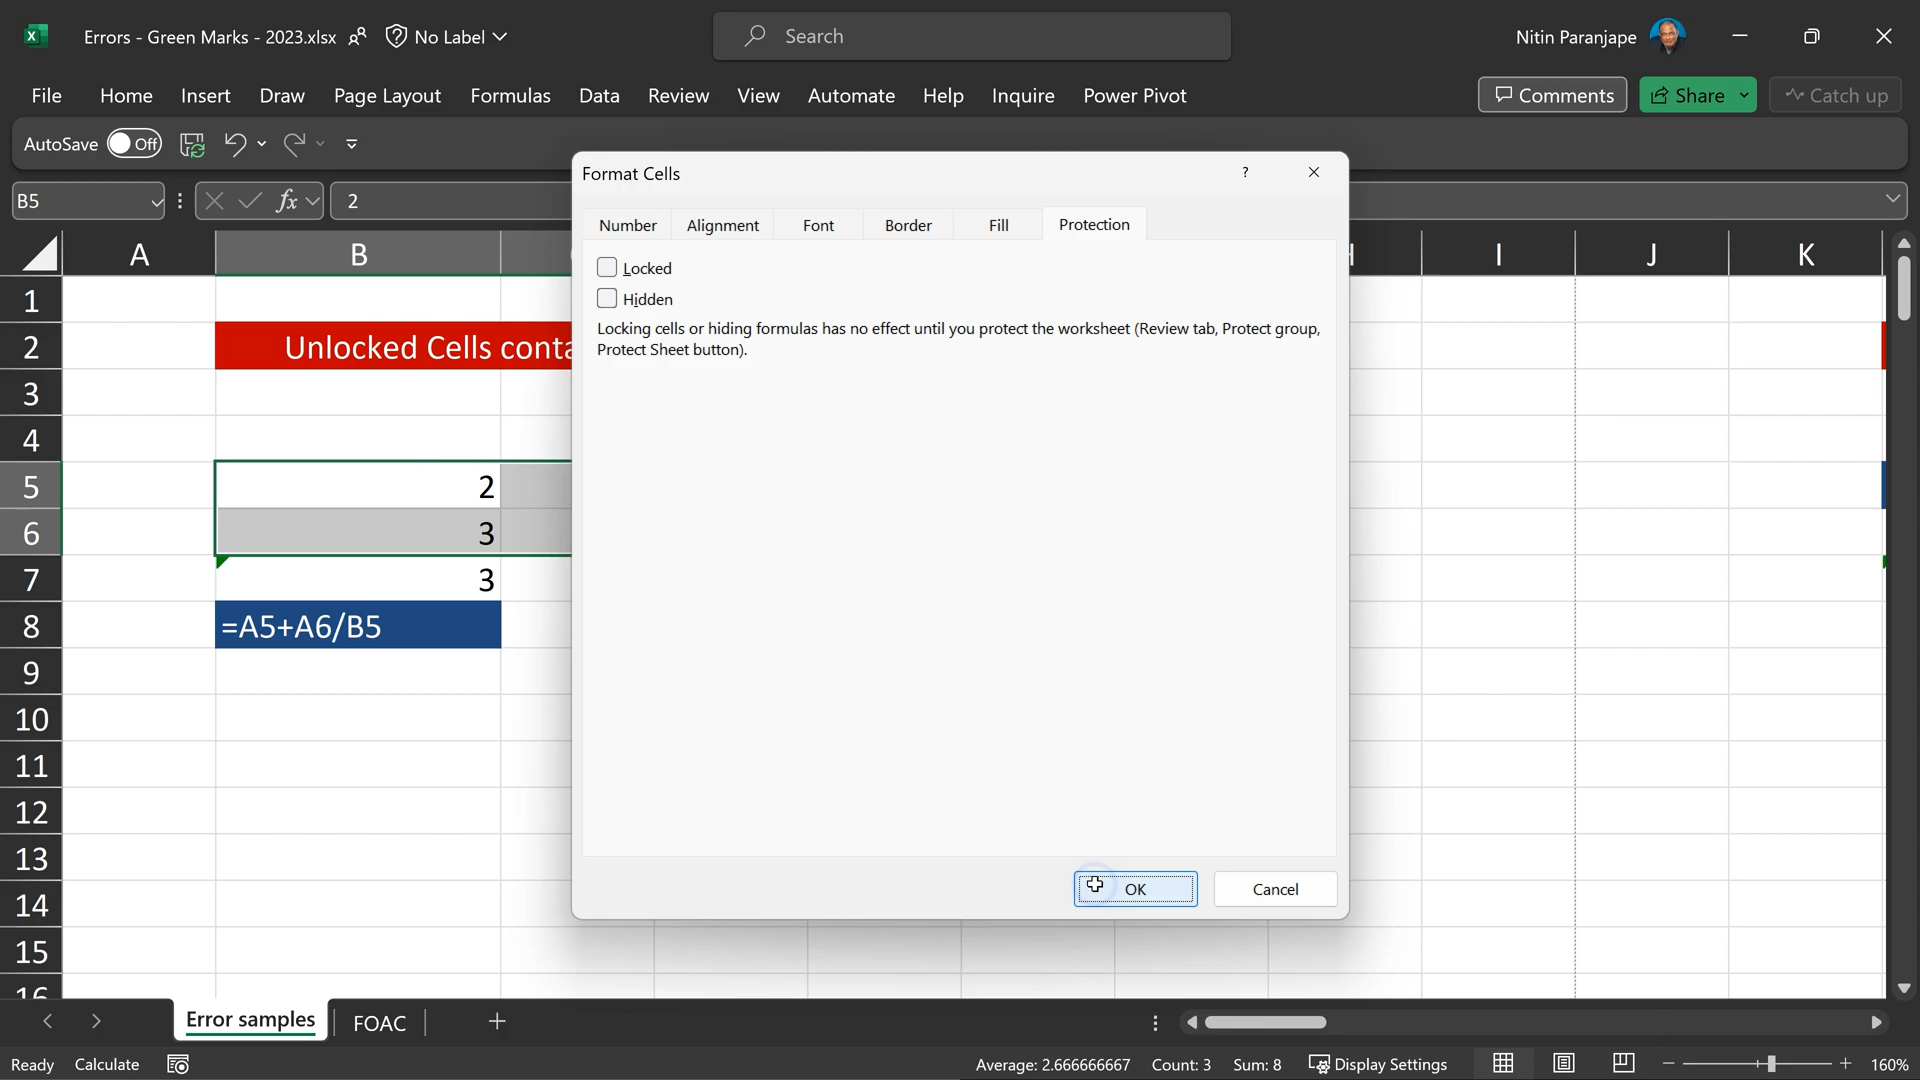 Errors - Green Marks - 2023.xlsx No Label Search Nitin Paranjape
File Home Insert Draw Page Layout Formulas Data Review View Automate Help Inquire Power Pivot Comments Share Catch up
AutoSave Off
B5 fx 2
Format Cells ?
Number Alignment Font Border Fill Protection
Locked
Hidden
Locking cells or hiding formulas has no effect until you protect the worksheet (Review tab, Protect group,
Protect Sheet button).
OK Cancel
A B I J K
1
2 Unlocked Cells conta
3
4
5 2
6 3
7 3
8 =A5+A6/B5
9
10
11
12
13
14
15
16
Error samples FOAC
Ready Calculate Average: 2.666666667 Count: 3 Sum: 8 Display Settings 160%